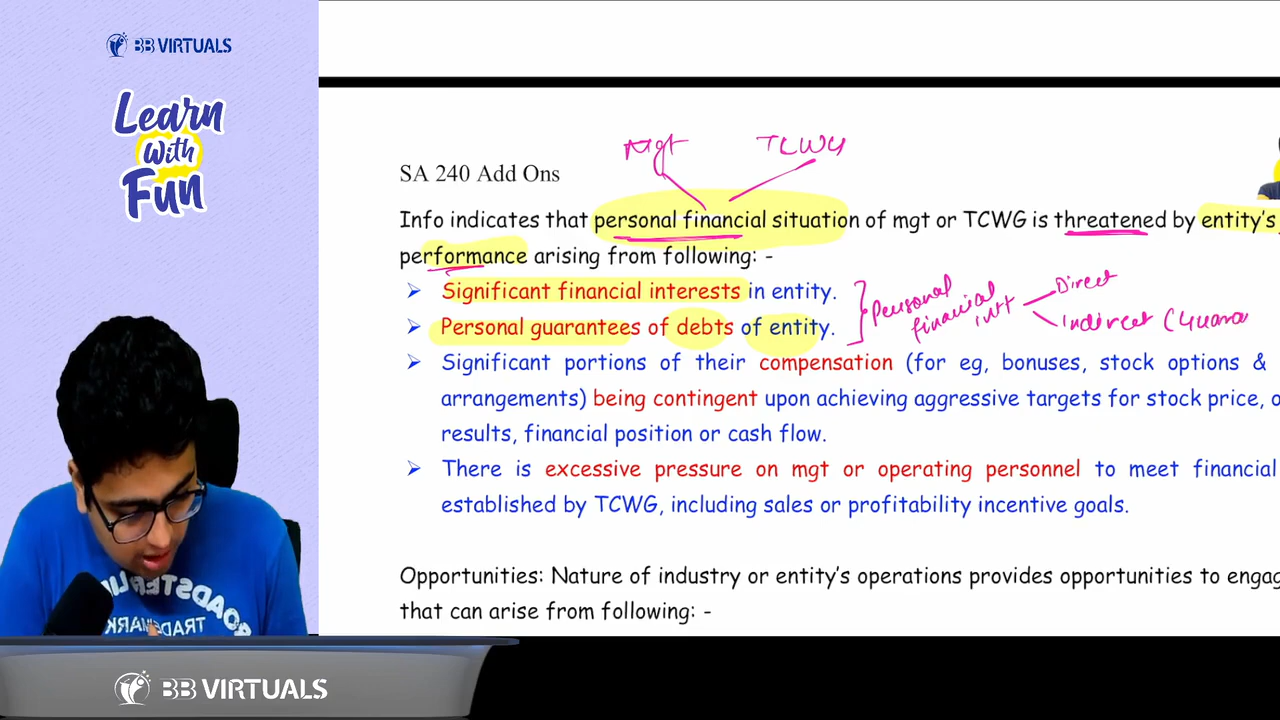 BB VIRTUALS
Learn
With
Fun
Mgt TCWG
SA 240 Add Ons
Info indicates that personal financial situation of mgt or TCWG is threatened by entity's
performance arising from following: -
➢ Significant financial interests in entity.
➢ Personal guarantees of debts of entity.
Personal
financial
intt
Direct
Indirect (Guara
➢ Significant portions of their compensation (for eg, bonuses, stock options &
arrangements) being contingent upon achieving aggressive targets for stock price, o
results, financial position or cash flow.
➢ There is excessive pressure on mgt or operating personnel to meet financial
established by TCWG, including sales or profitability incentive goals.
Opportunities: Nature of industry or entity's operations provides opportunities to engag
that can arise from following: -
ROADSTER LI
TRADEMARK
BB VIRTUALS